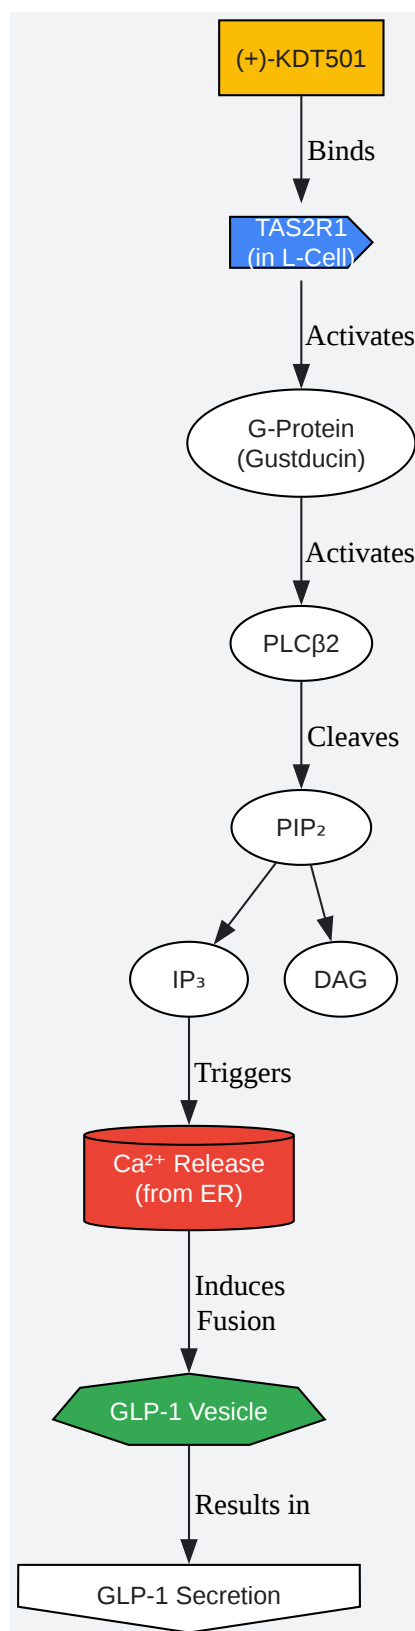 (+)-KDT501
Binds
TAS2R1
(in L-Cell)
Activates
G-Protein
(Gustducin)
Activates
PLCβ2
Cleaves
PIP₂
IP₃
DAG
Triggers
Ca²⁺ Release
(from ER)
Induces
Fusion
GLP-1 Vesicle
Results in
GLP-1 Secretion